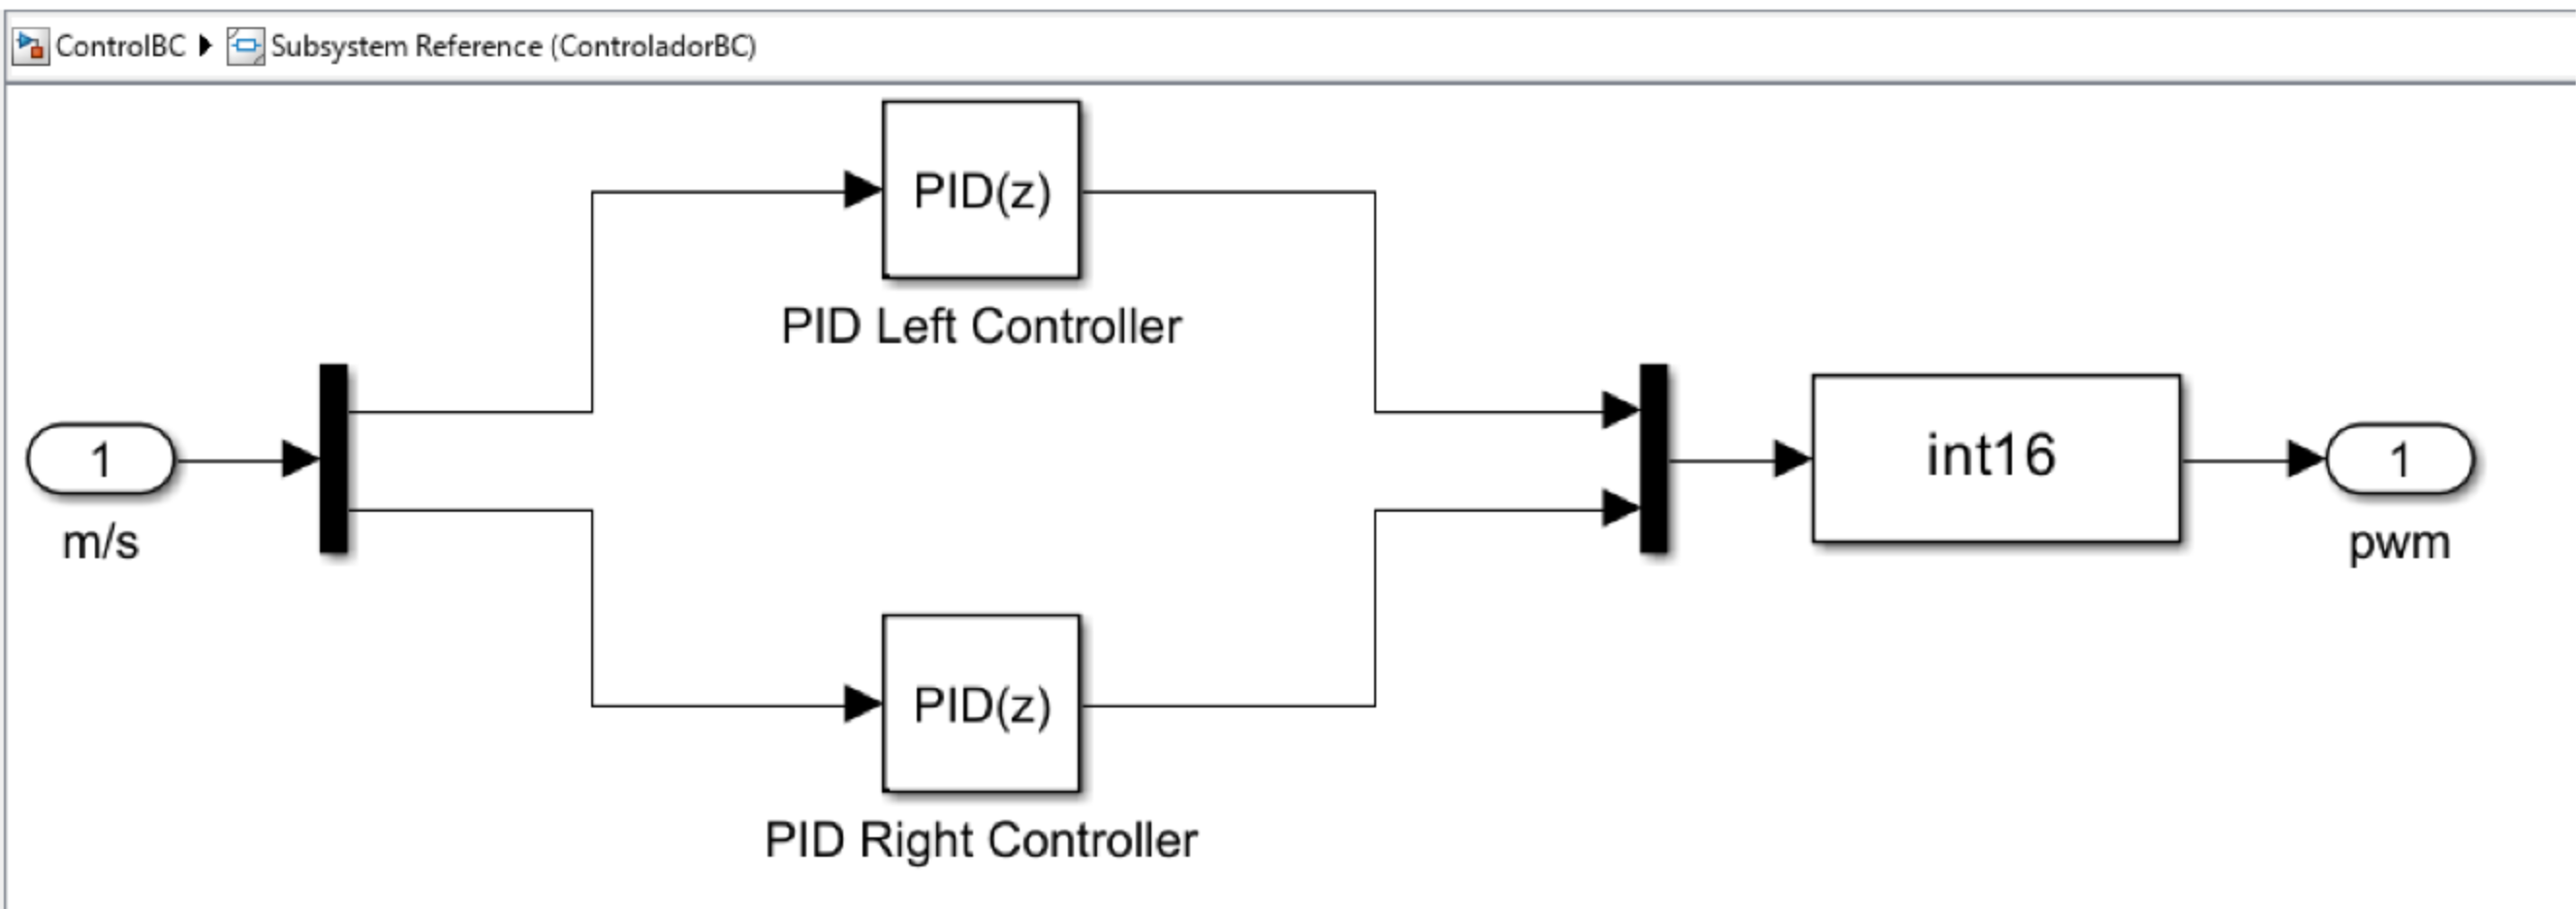 ControlBC Subsystem Reference (ControladorBC)
PID(z)
PID Left Controller
1
m/s
int16
1
pwm
PID(z)
PID Right Controller